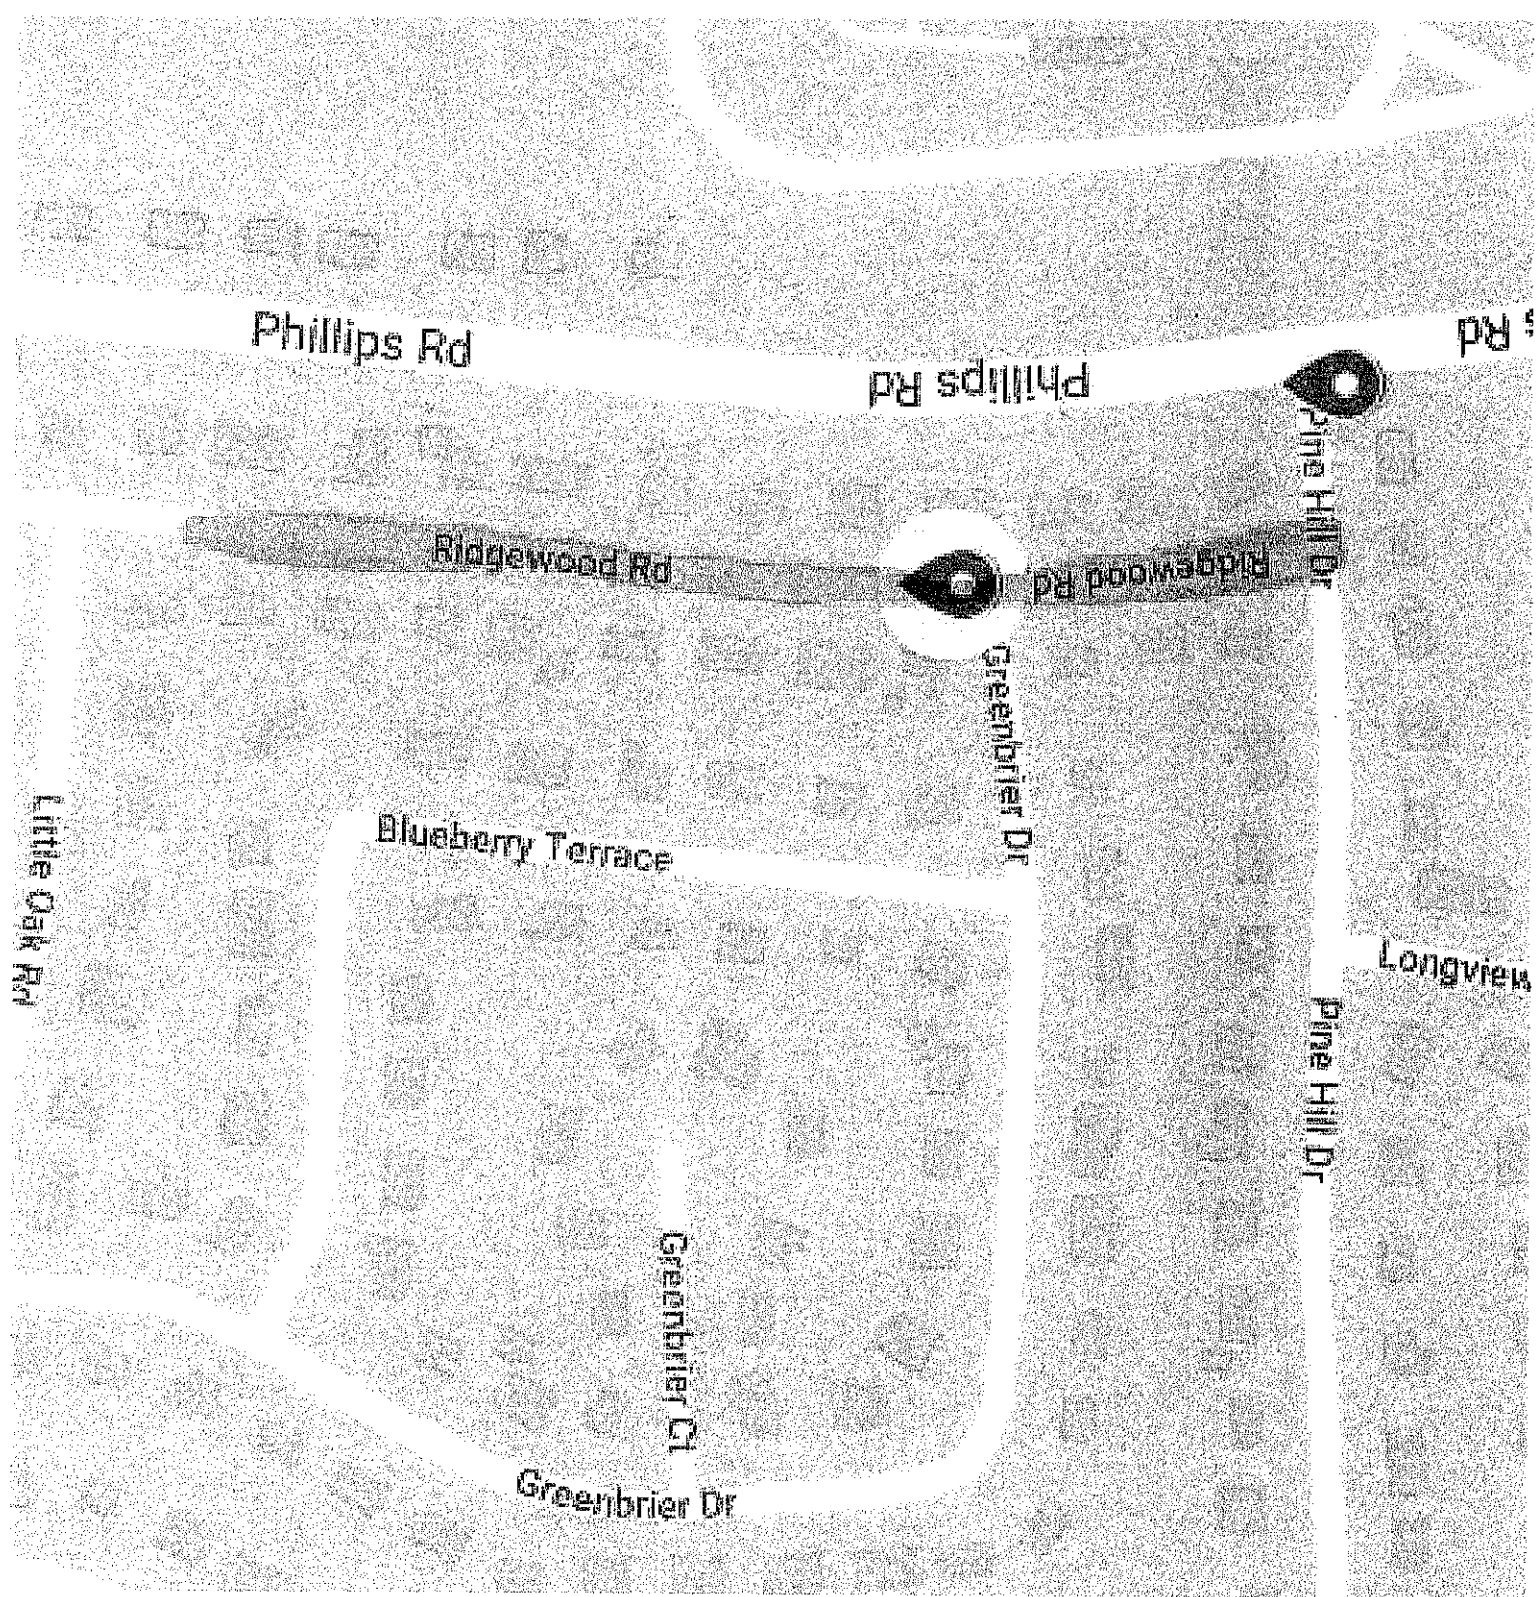 Phillips Rd
Phillips Rd
Rd
Pine Hill Dr
Ridgewood Rd
Ridgewood Rd
Greenbrier Dr
Blueberry Terrace
Little Oak Rd
Longview
Pine Hill Dr
Greenbrier Ct
Greenbrier Dr